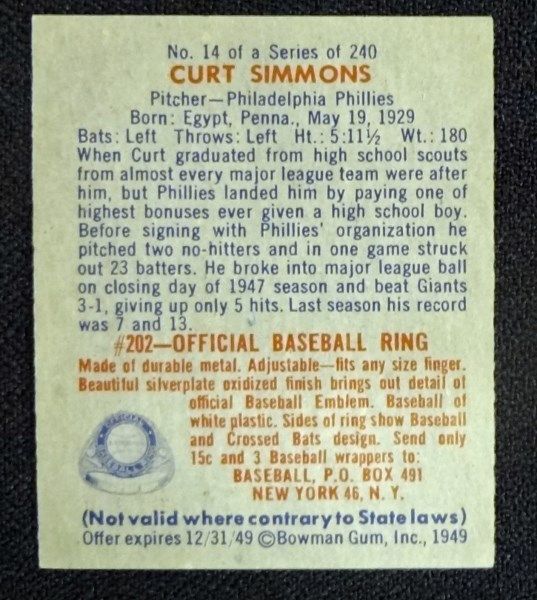 No. 14 of a Series of 240
CURT SIMMONS
Pitcher—Philadelphia Phillies
Born: Egypt, Penna., May 19, 1929
Bats: Left Throws: Left Ht.: 5:11½ Wt.: 180
When Curt graduated from high school scouts
from almost every major league team were after
him, but Phillies landed him by paying one of
highest bonuses ever given a high school boy.
Before signing with Phillies' organization he
pitched two no-hitters and in one game struck
out 23 batters. He broke into major league ball
on closing day of 1947 season and beat Giants
3-1, giving up only 5 hits. Last season his record
was 7 and 13.
#202—OFFICIAL BASEBALL RING
Made of durable metal. Adjustable—fits any size finger.
Beautiful silverplate oxidized finish brings out detail of
official Baseball Emblem. Baseball of
white plastic. Sides of ring show Baseball
and Crossed Bats design. Send only
15c and 3 Baseball wrappers to:
BASEBALL, P.O. BOX 491
NEW YORK 46, N. Y.
OFFICIAL
BASEBALL RING
(Not valid where contrary to State laws)
Offer expires 12/31/49 ©Bowman Gum, Inc., 1949